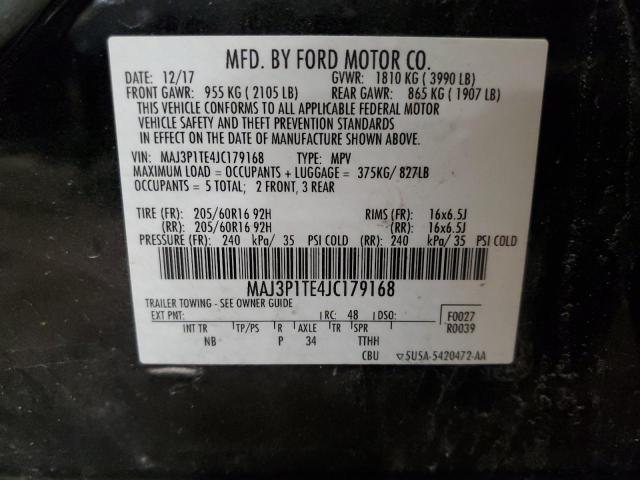 MFD. BY FORD MOTOR CO.
DATE: 12/17 GVWR: 1810 KG ( 3990 LB)
FRONT GAWR: 955 KG ( 2105 LB) REAR GAWR: 865 KG ( 1907 LB)
THIS VEHICLE CONFORMS TO ALL APPLICABLE FEDERAL MOTOR
VEHICLE SAFETY AND THEFT PREVENTION STANDARDS
IN EFFECT ON THE DATE OF MANUFACTURE SHOWN ABOVE.
VIN: MAJ3P1TE4JC179168 TYPE: MPV
MAXIMUM LOAD = OCCUPANTS + LUGGAGE = 375KG/ 827LB
OCCUPANTS = 5 TOTAL; 2 FRONT, 3 REAR
TIRE (FR): 205/60R16 92H RIMS (FR): 16x6.5J
(RR): 205/60R16 92H (RR): 16x6.5J
PRESSURE (FR): 240 kPa/ 35 PSI COLD (RR): 240 kPa/ 35 PSI COLD
MAJ3P1TE4JC179168
TRAILER TOWING - SEE OWNER GUIDE
EXT PNT: RC: 48 DSO: F0027
INT TR TP/PS R AXLE TR SPR R0039
NB P 34 TTHH
CBU ▽5U5A-5420472-AA